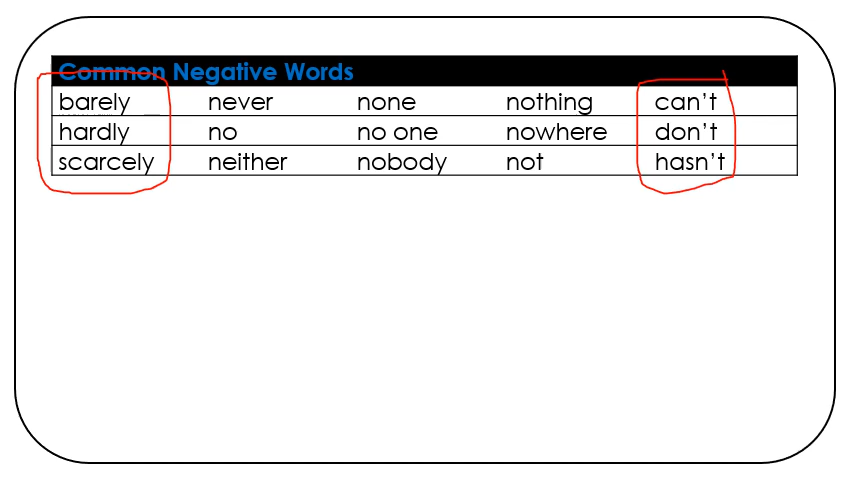 Common Negative Words
barely never none nothing can't
hardly no no one nowhere don't
scarcely neither nobody not hasn't